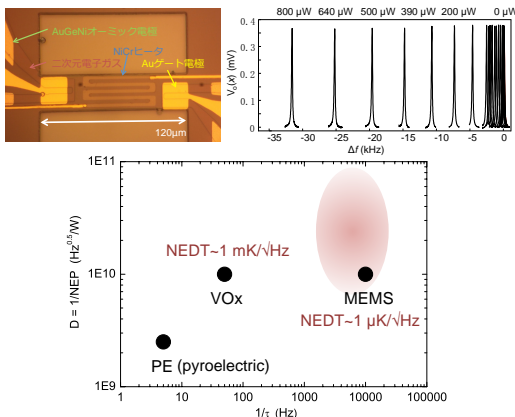 AuGeNiオーミック電極
NiCrヒータ
二次元電子ガス
Auゲート電極
120μm
800 μW 640 μW 500 μW 390 μW 200 μW 0 μW
0.4
0.3
0.2
0.1
0
V₀(x) (mV)
-35 -30 -25 -20 -15 -10 -5 0
Δf (kHz)
1E11
1E10
1E9
D = 1/NEP (Hz^0.5/W)
NEDT~1 mK/√Hz
VOx
MEMS
NEDT~1 μK/√Hz
PE (pyroelectric)
1 10 100 1000 10000 100000
1/τ (Hz)